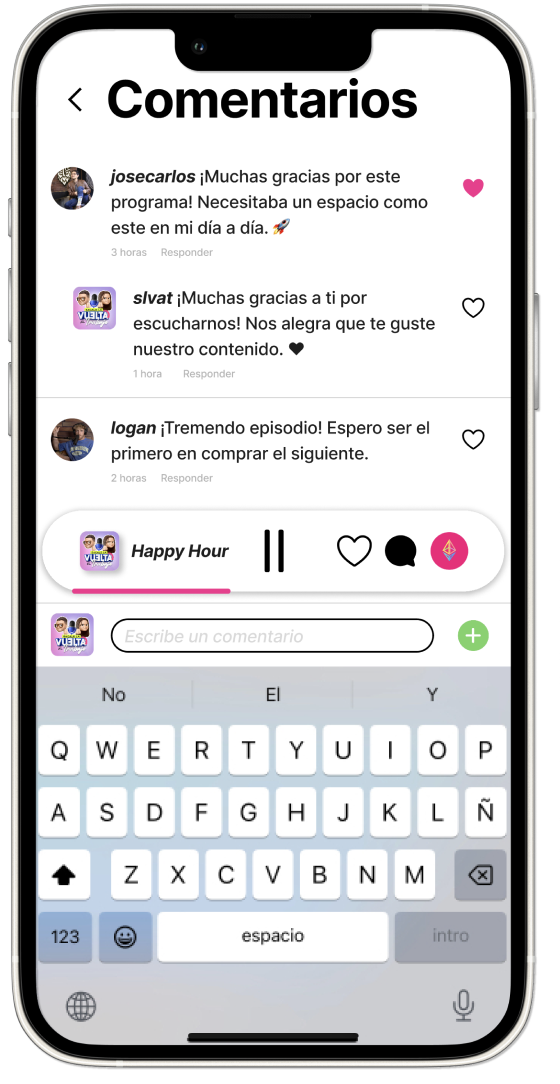 Comentarios
josecarlos ¡Muchas gracias por este
programa! Necesitaba un espacio como
este en mi día a día. 🚀
3 horas Responder
VUELTA
slvat ¡Muchas gracias a ti por
escucharnos! Nos alegra que te guste
nuestro contenido. ♥
1 hora Responder
logan ¡Tremendo episodio! Espero ser el
primero en comprar el siguiente.
2 horas Responder
VUELTA
Happy Hour
VUELTA
Escribe un comentario
No El Y
Q W E R T Y U I O P
A S D F G H J K L Ñ
Z X C V B N M
123 espacio intro